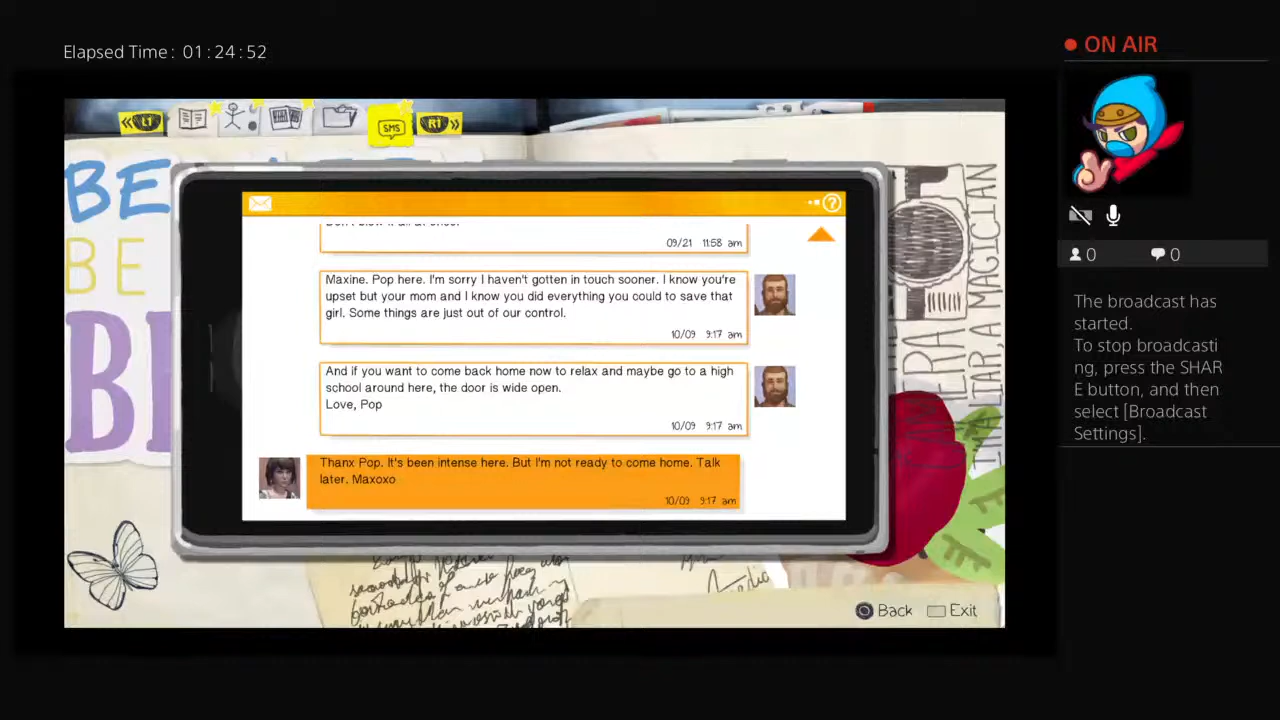 Elapsed Time: 01:24:52
ON AIR
L1
SMS
R1
BE
BE
B
09/21 11:58 am
Maxine. Pop here. I'm sorry I haven't gotten in touch sooner. I know you're
upset but your mom and I know you did everything you could to save that
girl. Some things are just out of our control.
10/09 9:17 am
And if you want to come back home now to relax and maybe go to a high
school around here, the door is wide open.
Love, Pop
10/09 9:17 am
Thanx Pop. It's been intense here. But I'm not ready to come home. Talk
later. Maxoxo
10/09 9:17 am
A MAGICIAN
Back
Exit
0
0
The broadcast has
started.
To stop broadcasti
ng, press the SHAR
E button, and then
select [Broadcast
Settings].